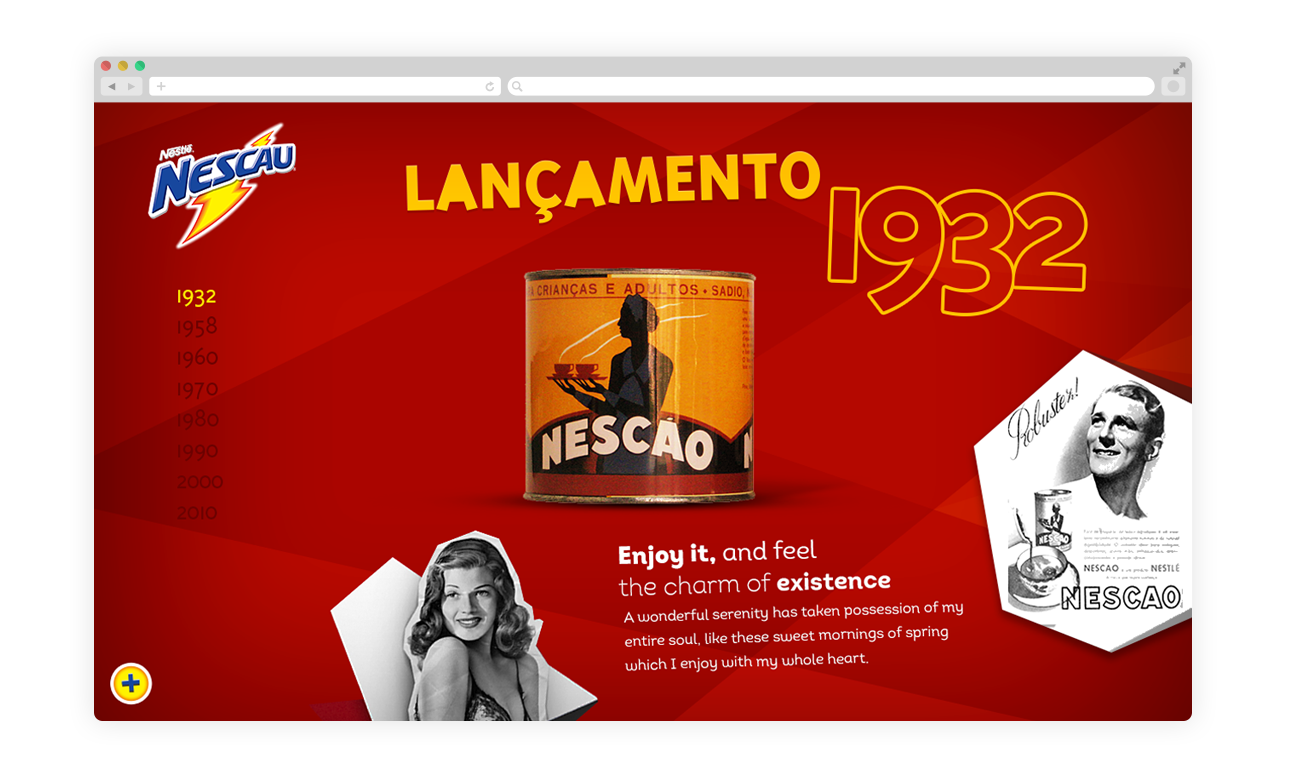 Nestlé
NESCAU
LANÇAMENTO
1932
1932
1958
1960
1970
1980
1990
2000
2010
CRIANÇAS E ADULTOS • SADIO,
NESCÁO
N
Robustez!
NESCAO
NESCAO
NESTLÉ
NESCAO
Enjoy it, and feel
the charm of existence
A wonderful serenity has taken possession of my
entire soul, like these sweet mornings of spring
which I enjoy with my whole heart.